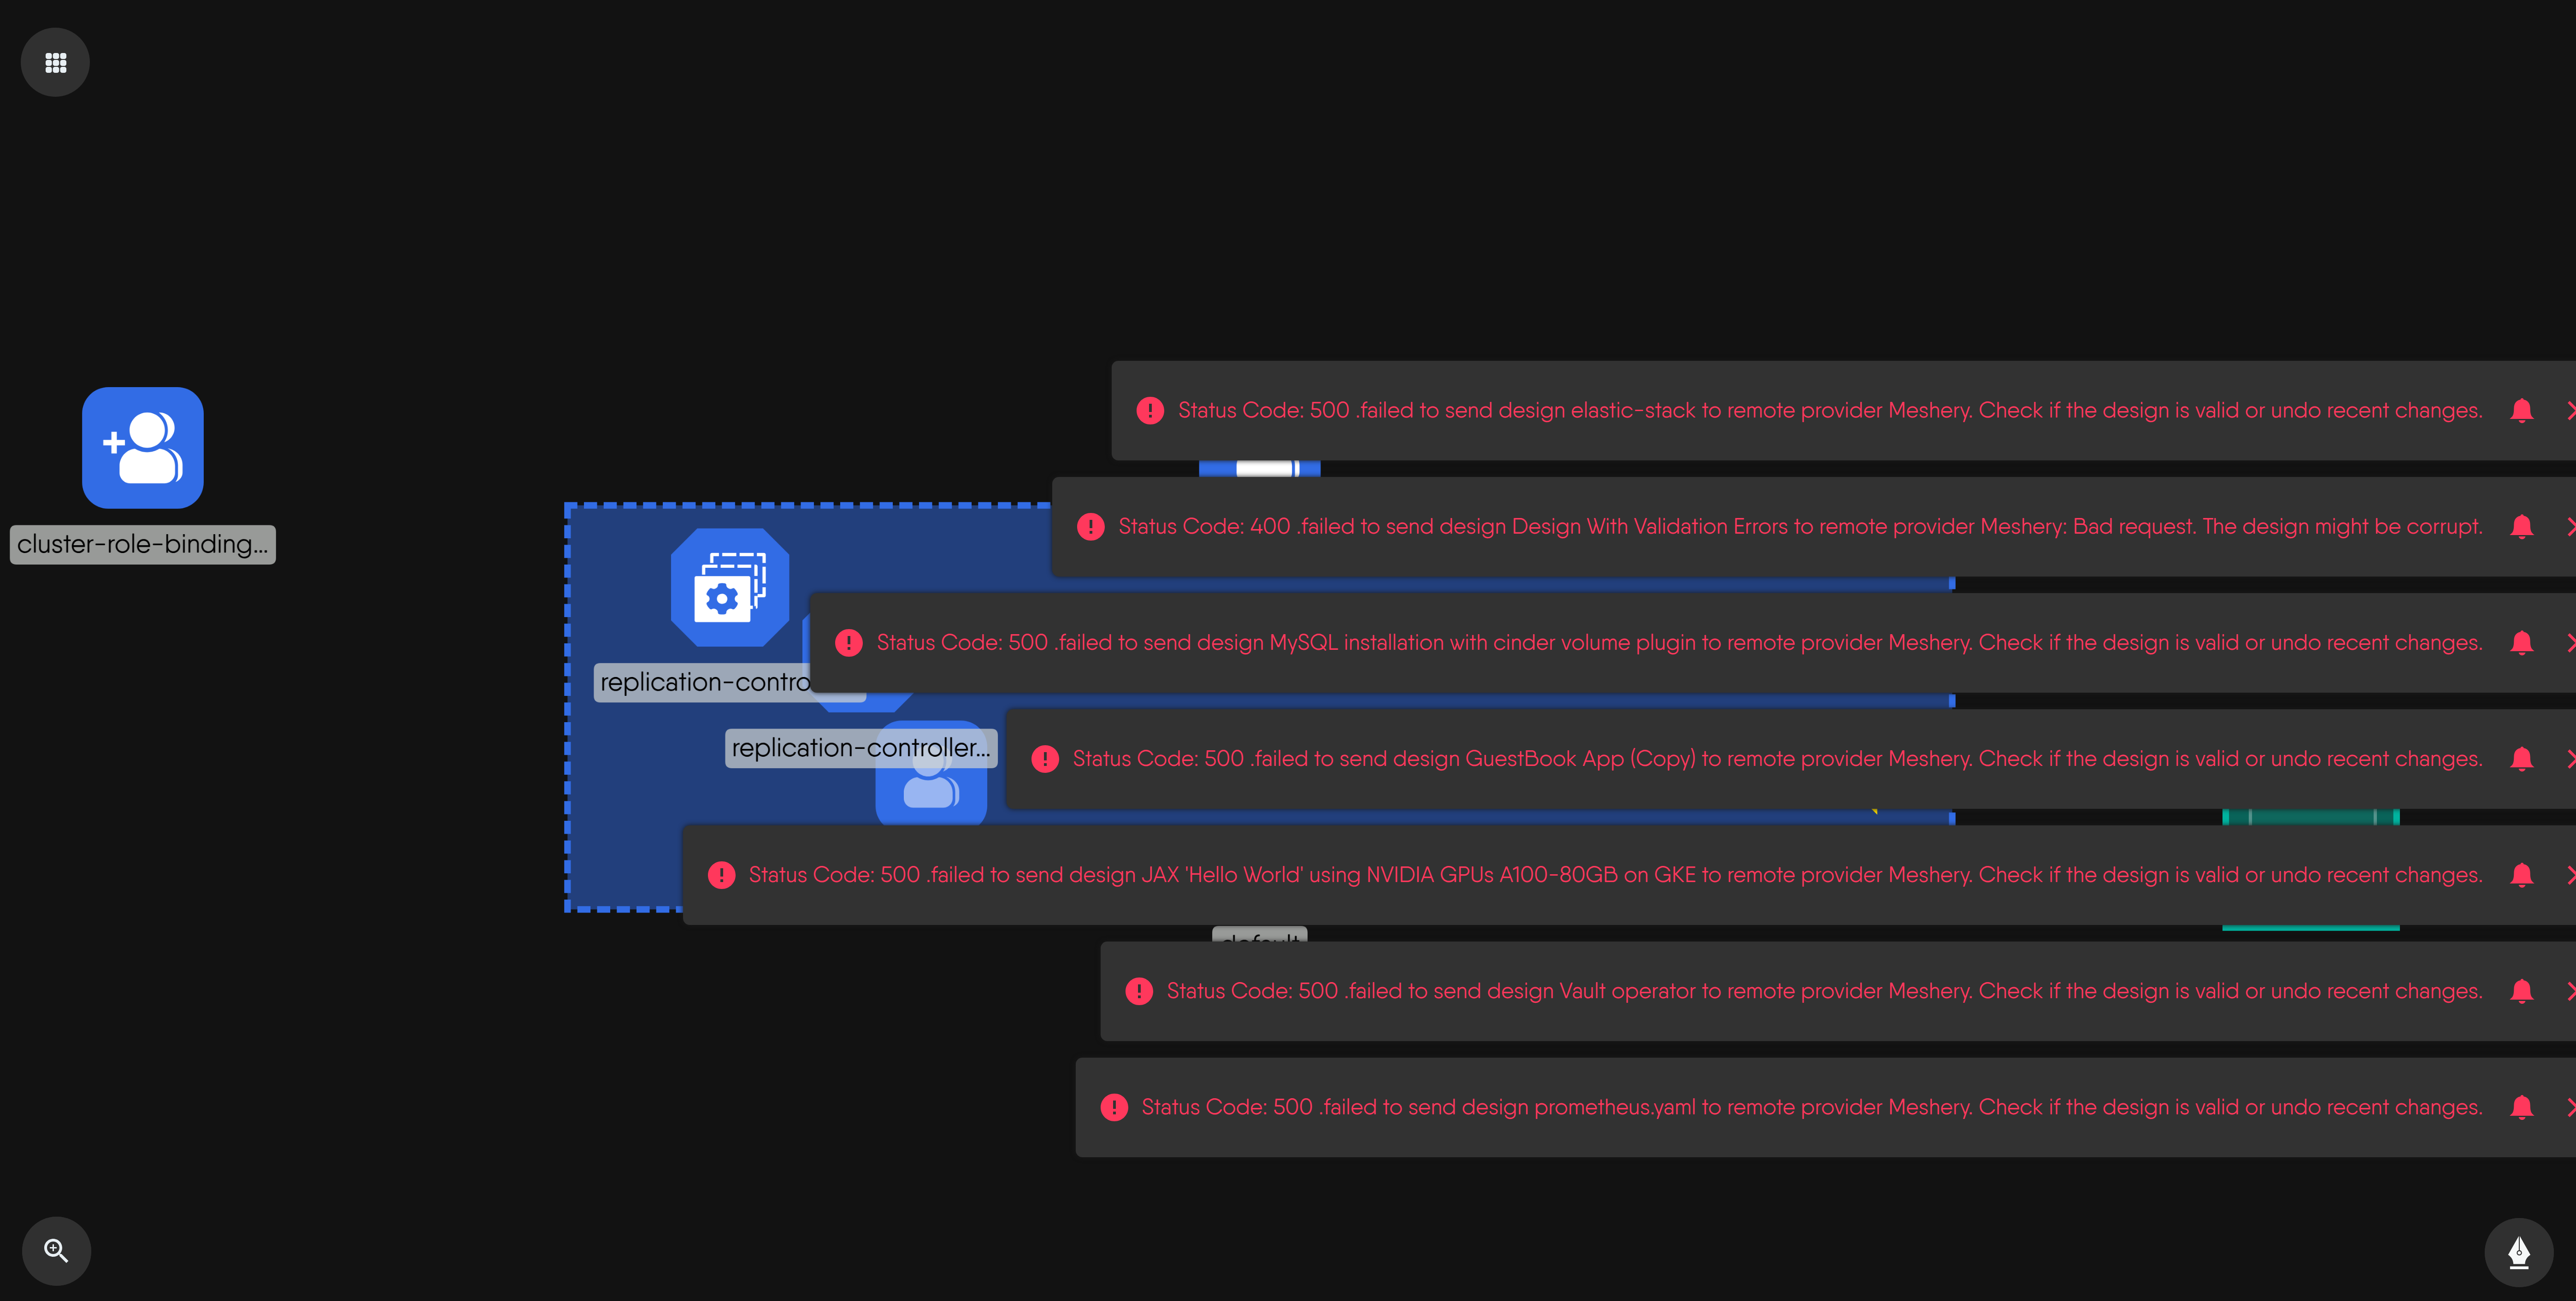 Status Code: 500 .failed to send design elastic-stack to remote provider Meshery. Check if the design is valid or undo recent changes.
Status Code: 400 .failed to send design Design With Validation Errors to remote provider Meshery: Bad request. The design might be corrupt.
cluster-role-binding...
Status Code: 500 .failed to send design MySQL installation with cinder volume plugin to remote provider Meshery. Check if the design is valid or undo recent changes.
replication-contro
replication-controller...
Status Code: 500 .failed to send design GuestBook App (Copy) to remote provider Meshery. Check if the design is valid or undo recent changes.
Status Code: 500 .failed to send design JAX 'Hello World' using NVIDIA GPUs A100-80GB on GKE to remote provider Meshery. Check if the design is valid or undo recent changes.
default
Status Code: 500 .failed to send design Vault operator to remote provider Meshery. Check if the design is valid or undo recent changes.
Status Code: 500 .failed to send design prometheus.yaml to remote provider Meshery. Check if the design is valid or undo recent changes.